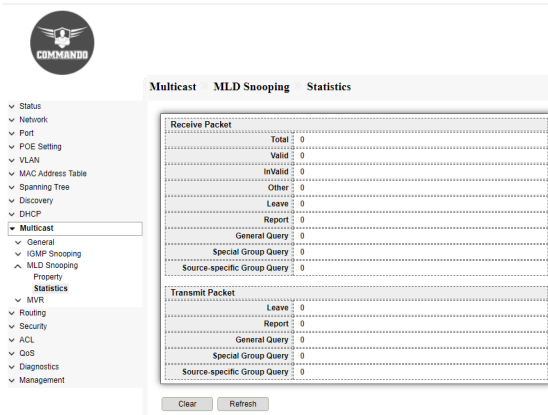 COMMANDO
Multicast » MLD Snooping » Statistics
Status
Network
Port
POE Setting
VLAN
MAC Address Table
Spanning Tree
Discovery
DHCP
Multicast
General
IGMP Snooping
MLD Snooping
Property
Statistics
MVR
Routing
Security
ACL
QoS
Diagnostics
Management
Receive Packet
Total 0
Valid 0
InValid 0
Other 0
Leave 0
Report 0
General Query 0
Special Group Query 0
Source-specific Group Query 0
Transmit Packet
Leave 0
Report 0
General Query 0
Special Group Query 0
Source-specific Group Query 0
Clear Refresh